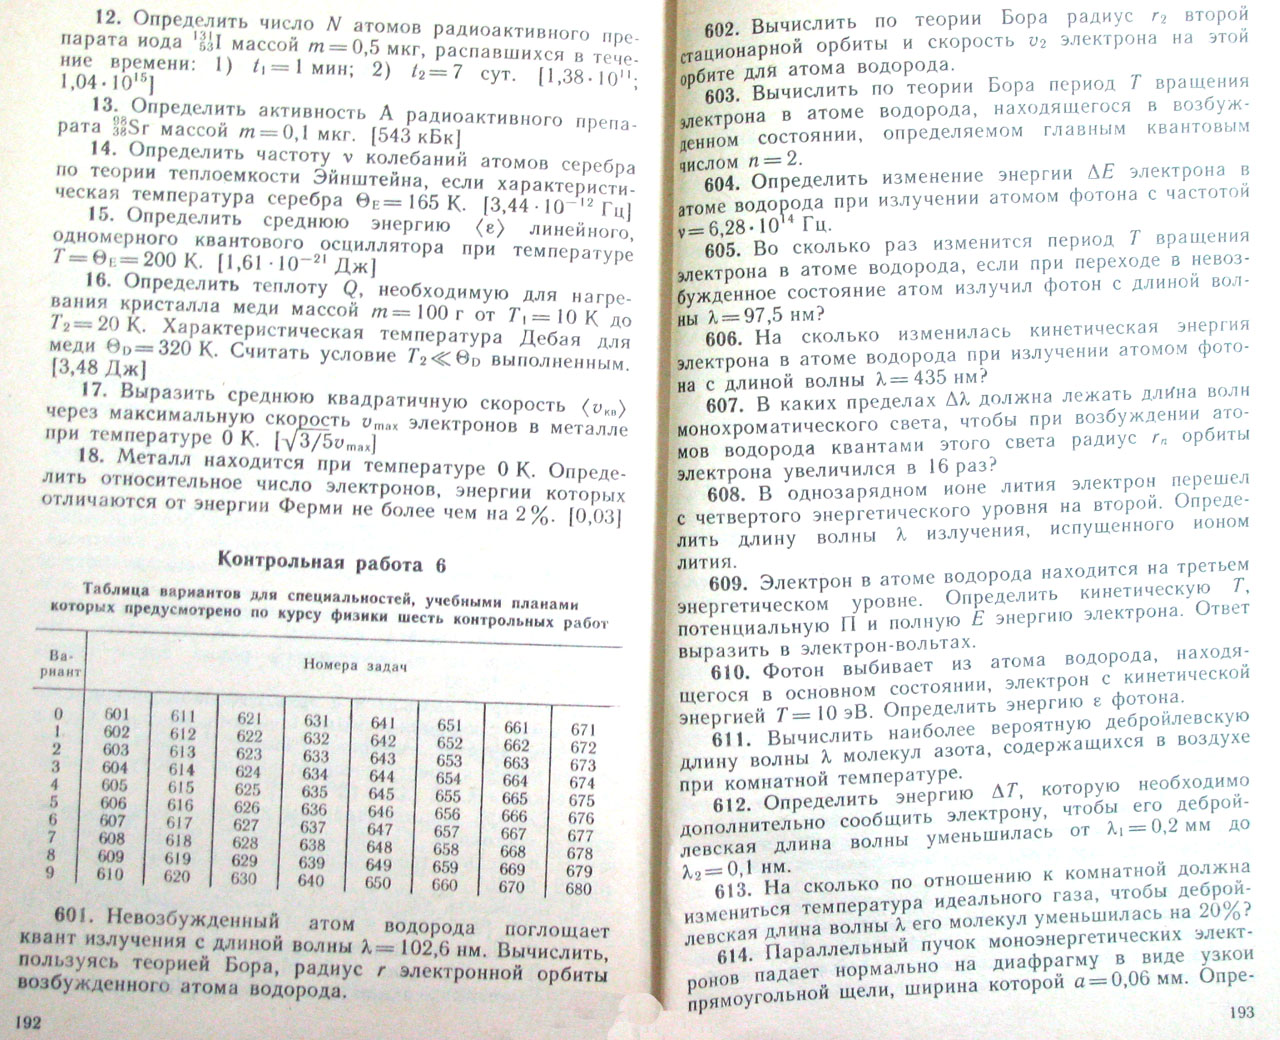 12. Определить число N атомов радиоактивного пре-
парата иода ¹³¹₅₃I массой m = 0,5 мкг, распавшихся в тече-
ние времени: 1) t₁ = 1 мин; 2) t₂ = 7 сут. [1,38·10¹¹;
1,04·10¹⁵]
13. Определить активность A радиоактивного препа-
рата ⁹⁸₃₈Sr массой m = 0,1 мкг. [543 кБк]
14. Определить частоту ν колебаний атомов серебра
по теории теплоемкости Эйнштейна, если характеристи-
ческая температура серебра Θ_E = 165 К. [3,44·10⁻¹² Гц]
15. Определить среднюю энергию ⟨ε⟩ линейного,
одномерного квантового осциллятора при температуре
T = Θ_E = 200 К. [1,61·10⁻²¹ Дж]
16. Определить теплоту Q, необходимую для нагре-
вания кристалла меди массой m = 100 г от T₁ = 10 К до
T₂ = 20 К. Характеристическая температура Дебая для
меди Θ_D = 320 К. Считать условие T₂ ≪ Θ_D выполненным.
[3,48 Дж]
17. Выразить среднюю квадратичную скорость ⟨v_кв⟩
через максимальную скорость v_max электронов в металле
при температуре 0 К. [√3/5v_max]
18. Металл находится при температуре 0 К. Опреде-
лить относительное число электронов, энергии которых
отличаются от энергии Ферми не более чем на 2 %. [0,03]
Контрольная работа 6
Таблица вариантов для специальностей, учебными планами
которых предусмотрено по курсу физики шесть контрольных работ
Ва-
риант
Номера задач
0 601 611 621 631 641 651 661 671
1 602 612 622 632 642 652 662 672
2 603 613 623 633 643 653 663 673
3 604 614 624 634 644 654 664 674
4 605 615 625 635 645 655 665 675
5 606 616 626 636 646 656 666 676
6 607 617 627 637 647 657 667 677
7 608 618 628 638 648 658 668 678
8 609 619 629 639 649 659 669 679
9 610 620 630 640 650 660 670 680
601. Невозбужденный атом водорода поглощает
квант излучения с длиной волны λ = 102,6 нм. Вычислить,
пользуясь теорией Бора, радиус r электронной орбиты
возбужденного атома водорода.
192
602. Вычислить по теории Бора радиус r₂ второй
стационарной орбиты и скорость v₂ электрона на этой
орбите для атома водорода.
603. Вычислить по теории Бора период T вращения
электрона в атоме водорода, находящегося в возбуж-
денном состоянии, определяемом главным квантовым
числом n = 2.
604. Определить изменение энергии ΔE электрона в
атоме водорода при излучении атомом фотона с частотой
ν = 6,28·10¹⁴ Гц.
605. Во сколько раз изменится период T вращения
электрона в атоме водорода, если при переходе в невоз-
бужденное состояние атом излучил фотон с длиной вол-
ны λ = 97,5 нм?
606. На сколько изменилась кинетическая энергия
электрона в атоме водорода при излучении атомом фото-
на с длиной волны λ = 435 нм?
607. В каких пределах Δλ должна лежать длина волн
монохроматического света, чтобы при возбуждении ато-
мов водорода квантами этого света радиус rₙ орбиты
электрона увеличился в 16 раз?
608. В однозарядном ионе лития электрон перешел
с четвертого энергетического уровня на второй. Опреде-
лить длину волны λ излучения, испущенного ионом
лития.
609. Электрон в атоме водорода находится на третьем
энергетическом уровне. Определить кинетическую T,
потенциальную П и полную E энергию электрона. Ответ
выразить в электрон-вольтах.
610. Фотон выбивает из атома водорода, находя-
щегося в основном состоянии, электрон с кинетической
энергией T = 10 эВ. Определить энергию ε фотона.
611. Вычислить наиболее вероятную дебройлевскую
длину волны λ молекул азота, содержащихся в воздухе
при комнатной температуре.
612. Определить энергию ΔT, которую необходимо
дополнительно сообщить электрону, чтобы его деброй-
левская длина волны уменьшилась от λ₁ = 0,2 мм до
λ₂ = 0,1 нм.
613. На сколько по отношению к комнатной должна
измениться температура идеального газа, чтобы деброй-
левская длина волны λ его молекул уменьшилась на 20%?
614. Параллельный пучок моноэнергетических элект-
ронов падает нормально на диафрагму в виде узкой
прямоугольной щели, ширина которой a = 0,06 мм. Опре-
193